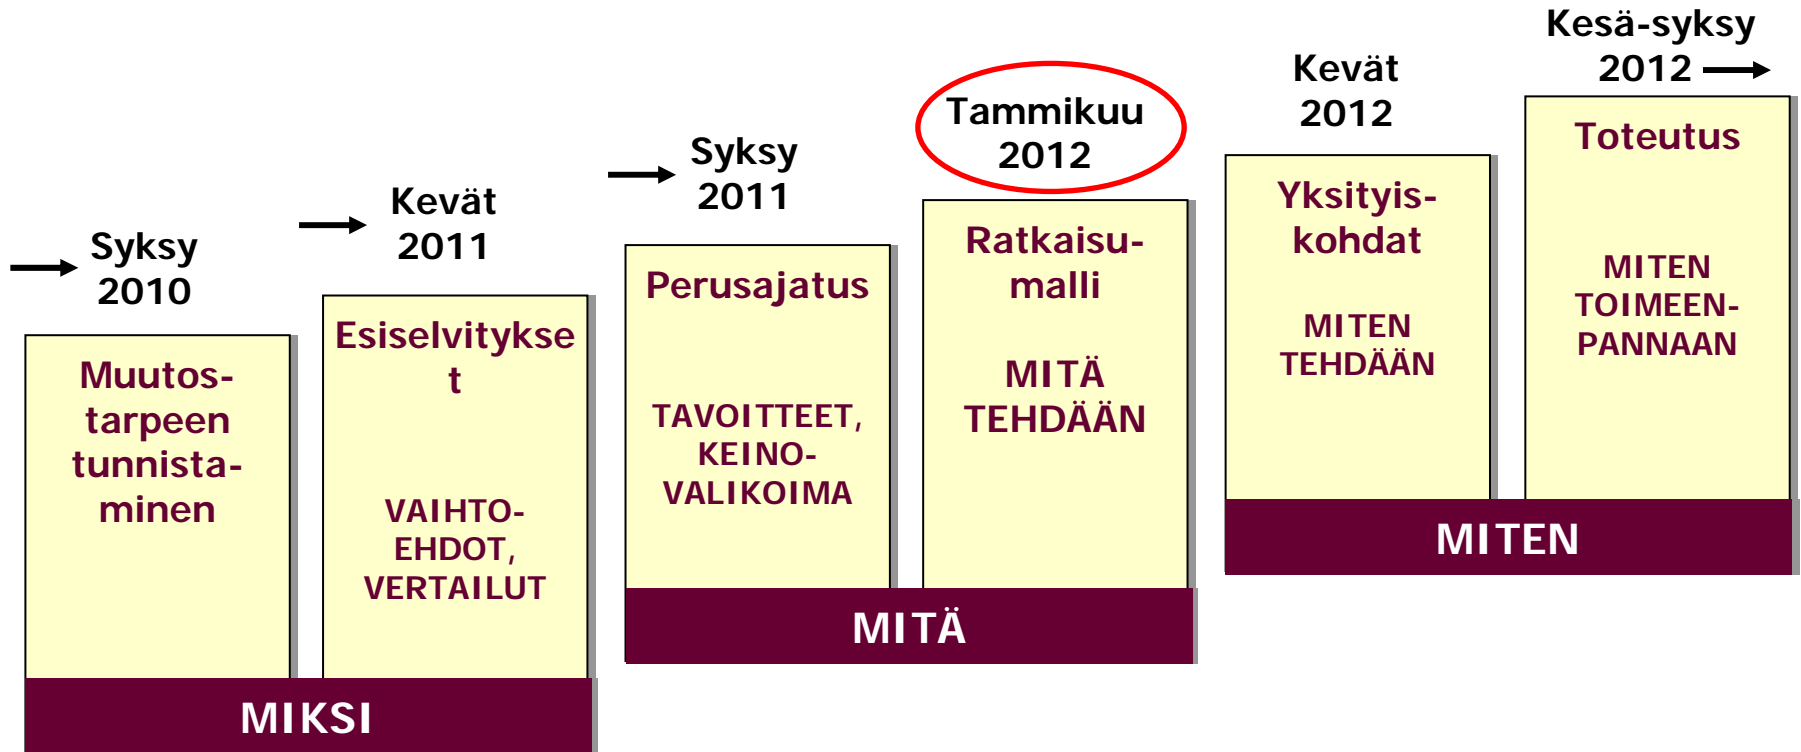 Syksy
2010
Muutos-
tarpeen
tunnista-
minen
Kevät
2011
Esiselvitykse
t
VAIHTO-
EHDOT,
VERTAILUT
MIKSI
Syksy
2011
Perusajatus
TAVOITTEET,
KEINO-
VALIKOIMA
Tammikuu
2012
Ratkaisu-
malli
MITÄ
TEHDÄÄN
MITÄ
Kevät
2012
Yksityis-
kohdat
MITEN
TEHDÄÄN
Kesä-syksy
2012
Toteutus
MITEN
TOIMEEN-
PANNAAN
MITEN